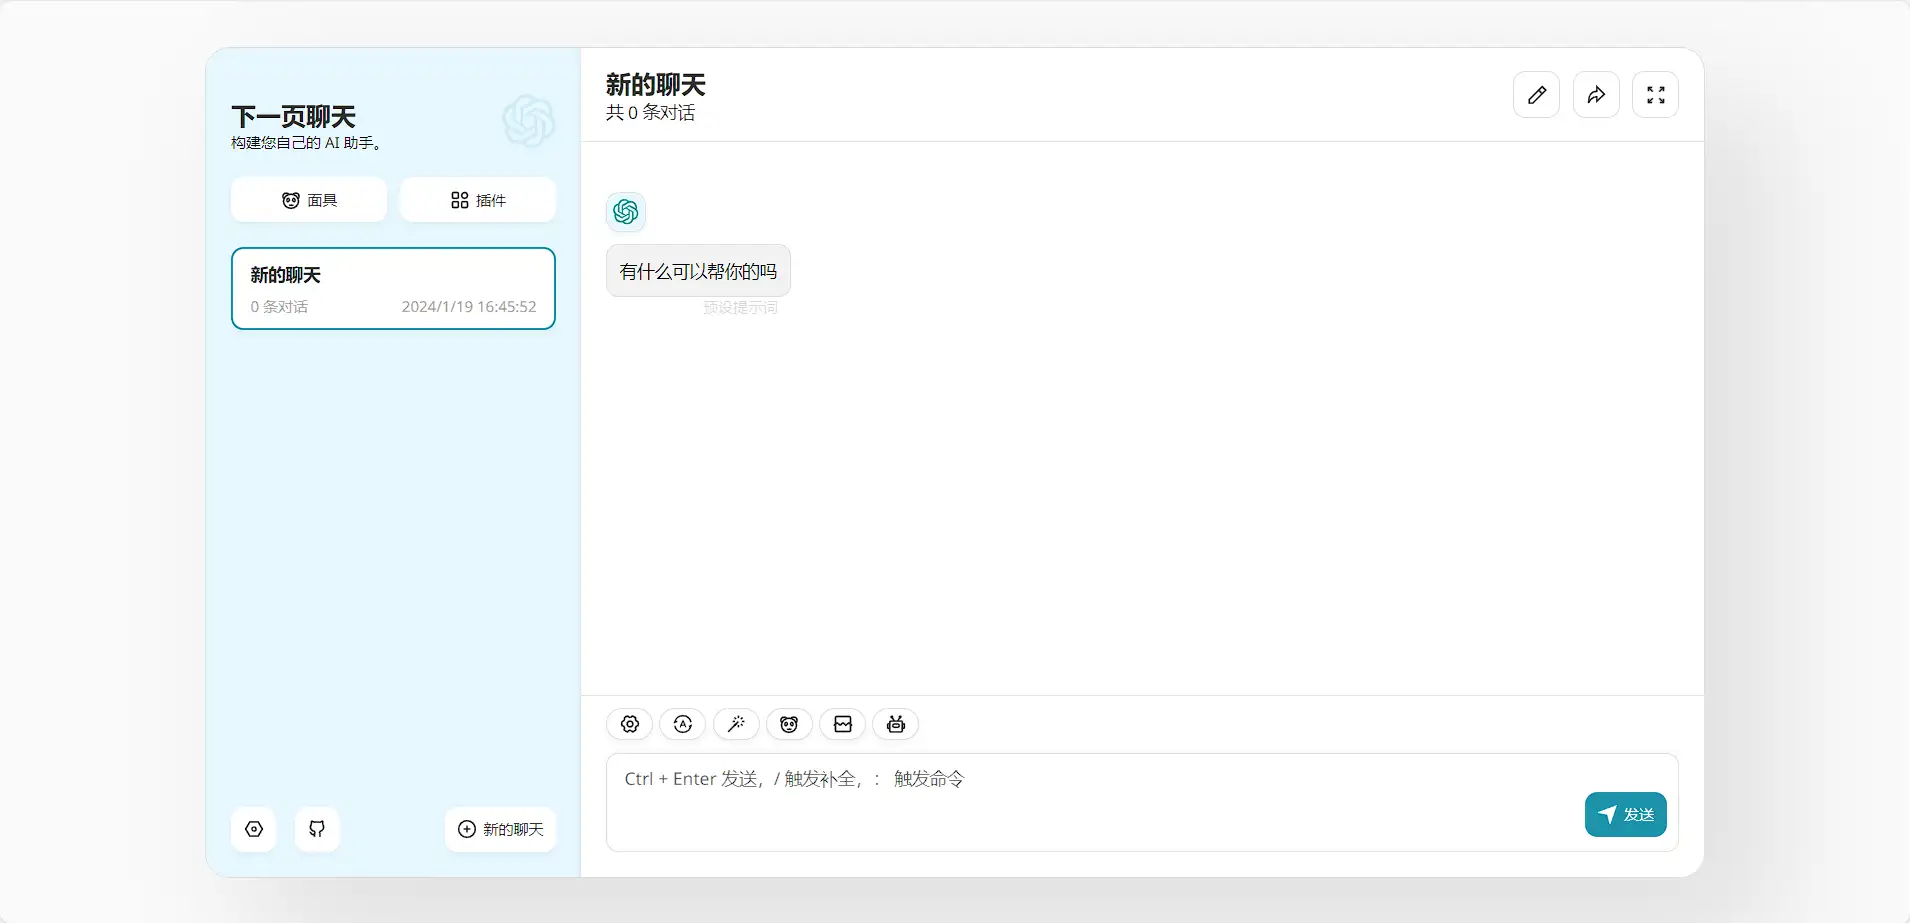 下一页聊天
构建您自己的 AI 助手。
面具
插件
新的聊天
0 条对话
2024/1/19 16:45:52
新的聊天
新的聊天
共 0 条对话
有什么可以帮你的吗
预设提示词
Ctrl + Enter 发送，/ 触发补全，： 触发命令
发送